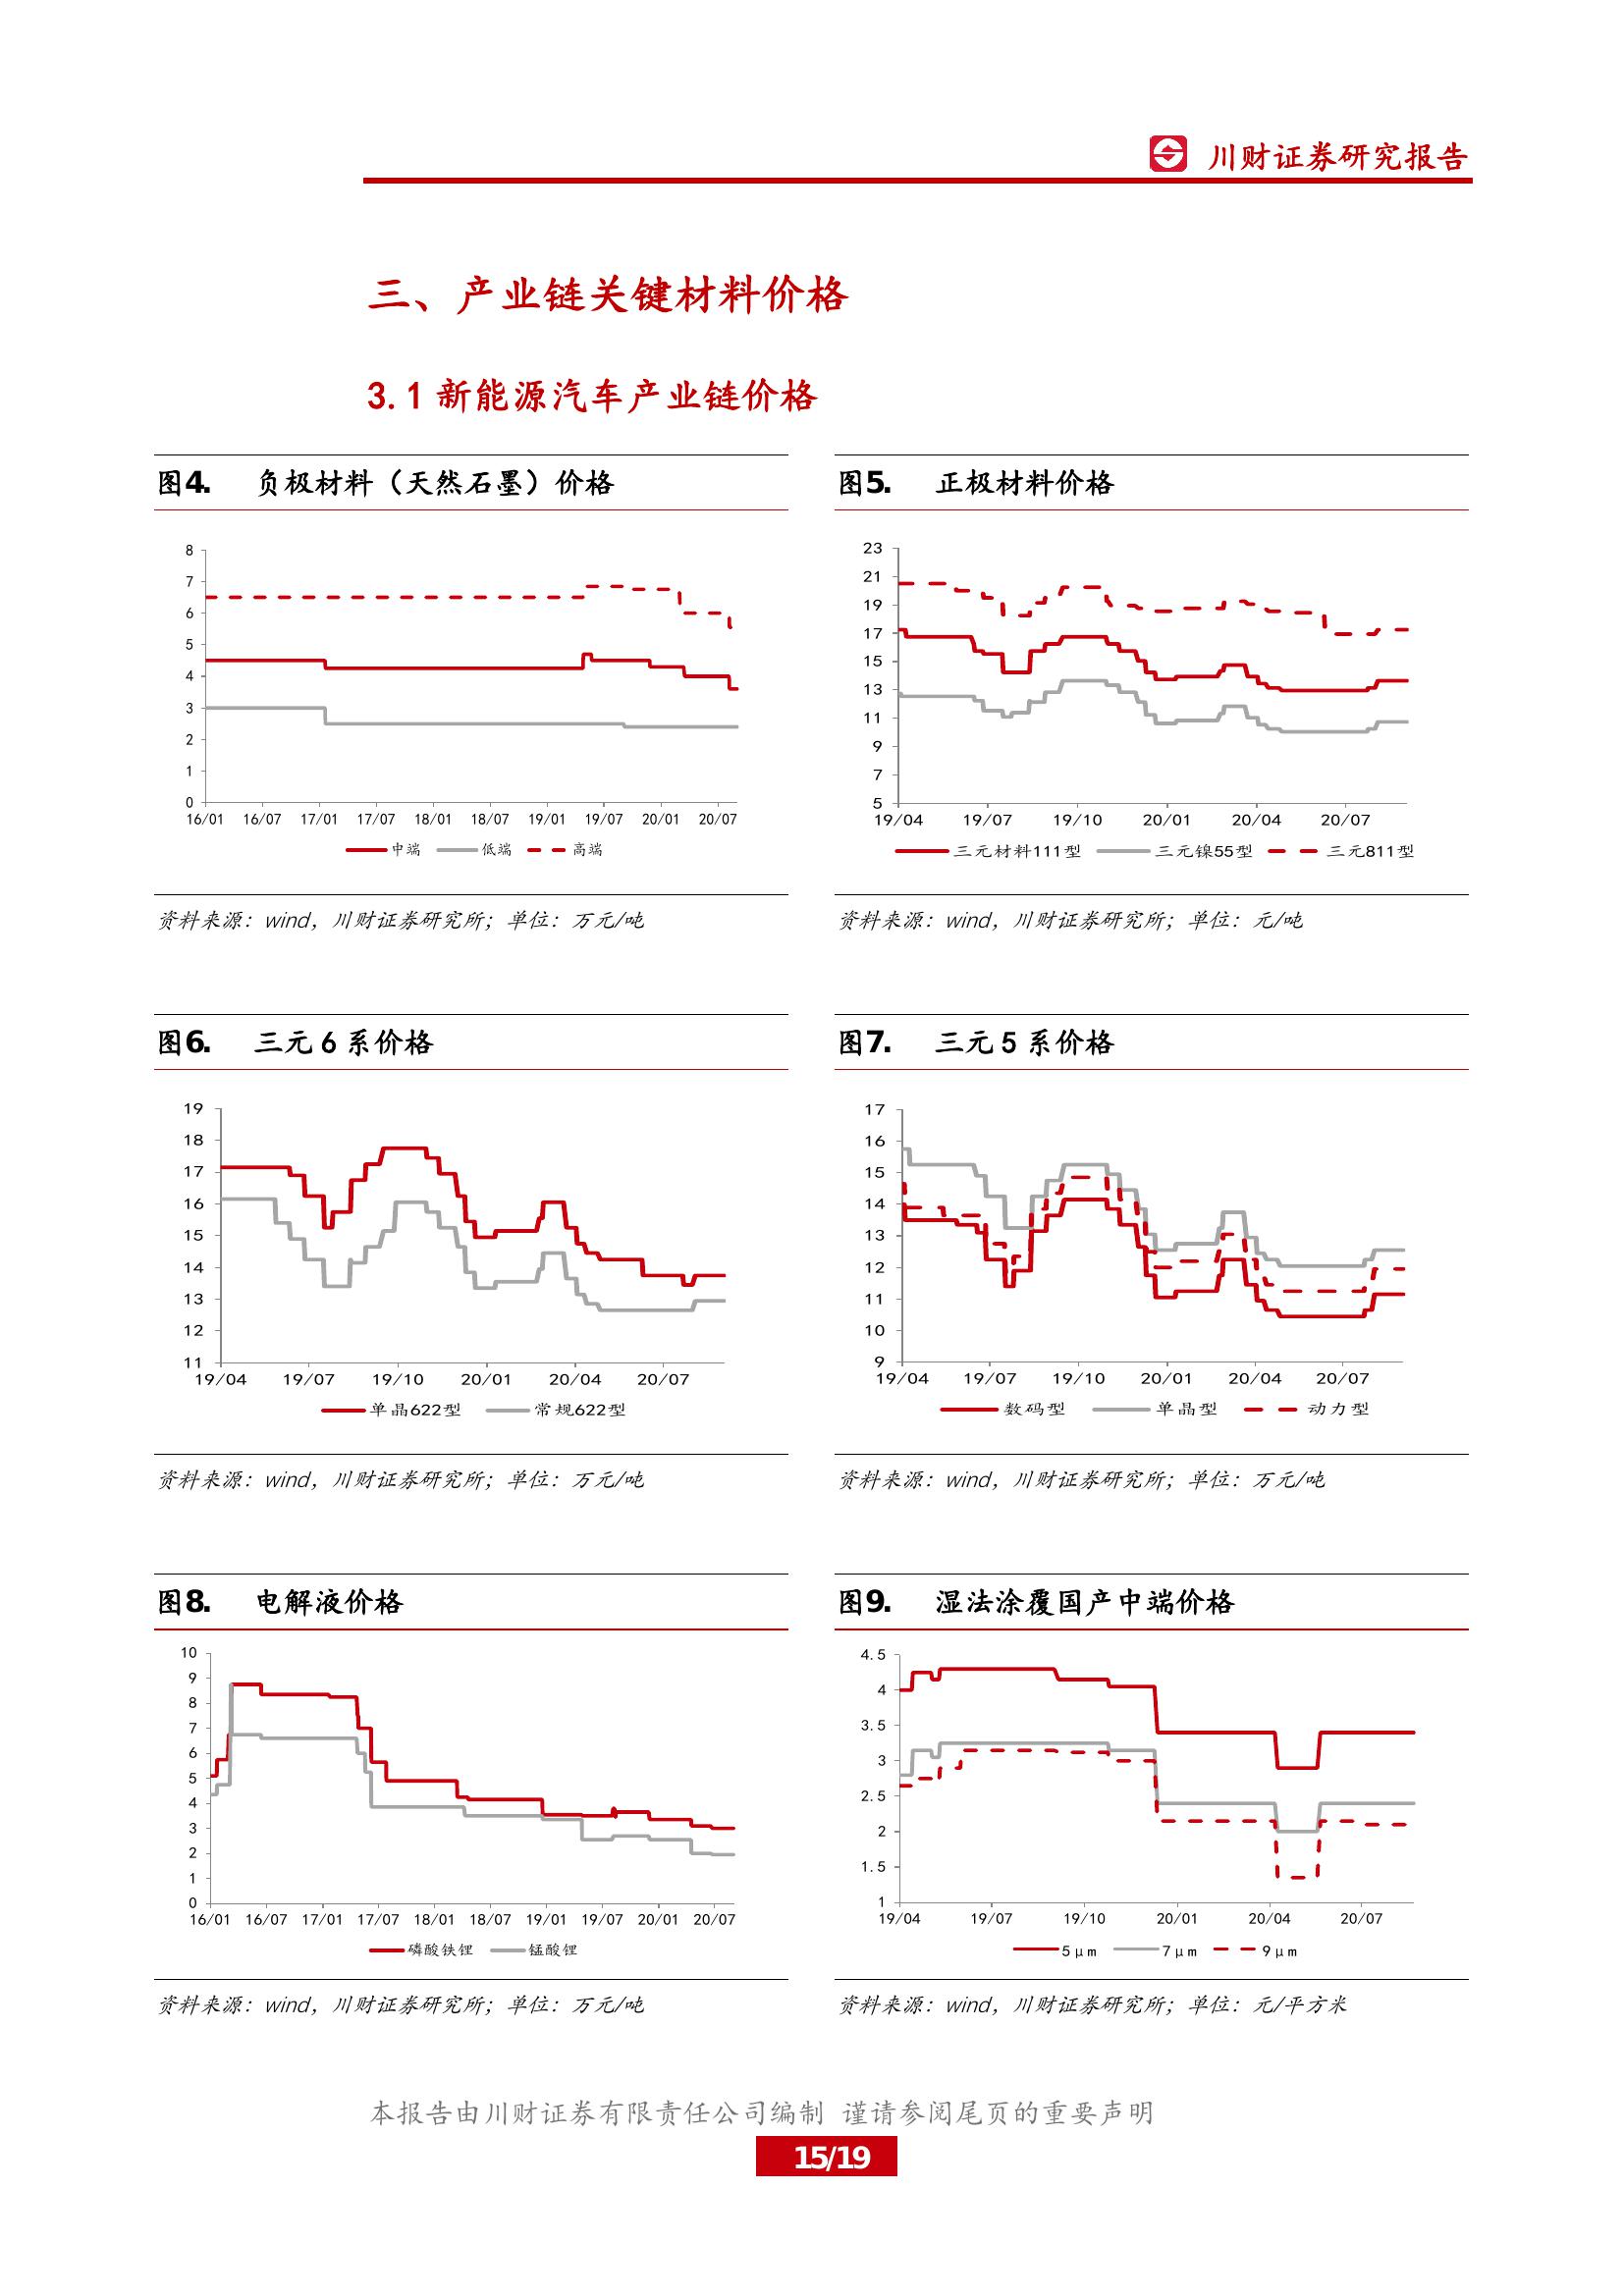 川财证券研究报告
三、产业链关键材料价格
3.1 新能源汽车产业链价格
图4. 负极材料（天然石墨）价格
8
7
6
5
4
3
2
1
0
16/01 16/07 17/01 17/07 18/01 18/07 19/01 19/07 20/01 20/07
中端 低端 高端
资料来源：wind，川财证券研究所；单位：万元/吨
图5. 正极材料价格
23
21
19
17
15
13
11
9
7
5
19/04 19/07 19/10 20/01 20/04 20/07
三元材料111型 三元镍55型 三元811型
资料来源：wind，川财证券研究所；单位：元/吨
图6. 三元 6 系价格
19
18
17
16
15
14
13
12
11
19/04 19/07 19/10 20/01 20/04 20/07
单晶622型 常规622型
资料来源：wind，川财证券研究所；单位：万元/吨
图7. 三元 5 系价格
17
16
15
14
13
12
11
10
9
19/04 19/07 19/10 20/01 20/04 20/07
数码型 单晶型 动力型
资料来源：wind，川财证券研究所；单位：万元/吨
图8. 电解液价格
10
9
8
7
6
5
4
3
2
1
0
16/01 16/07 17/01 17/07 18/01 18/07 19/01 19/07 20/01 20/07
磷酸铁锂 锰酸锂
资料来源：wind，川财证券研究所；单位：万元/吨
图9. 湿法涂覆国产中端价格
4.5
4
3.5
3
2.5
2
1.5
1
19/04 19/07 19/10 20/01 20/04 20/07
5μm 7μm 9μm
资料来源：wind，川财证券研究所；单位：元/平方米
本报告由川财证券有限责任公司编制 谨请参阅尾页的重要声明
15/19